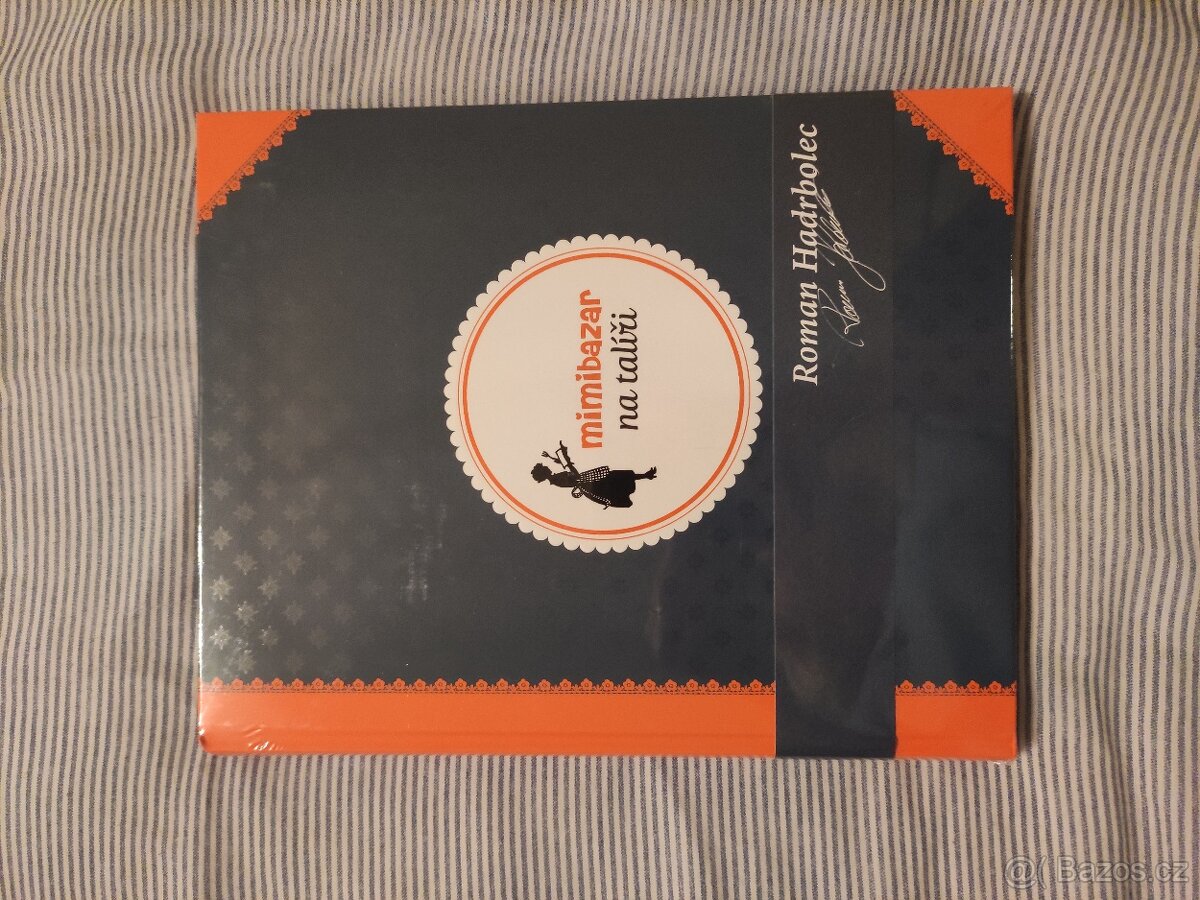 mimibazar
na talíři
Roman Hadrbolec
@( Bazos.cz